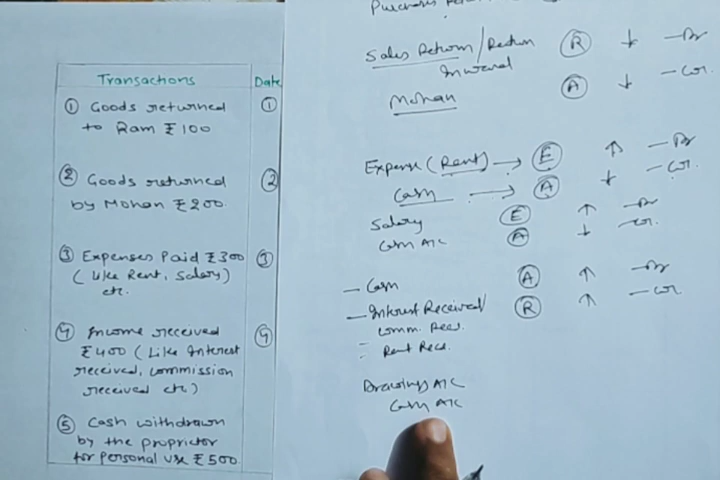 Transactions Date
① Goods returned ①
to Ram ₹100
② Goods returned ②
by Mohan ₹200
③ Expenses Paid ₹300 ③
(Like Rent, Salary)
etc.
④ Income received ④
₹400 (Like Interest
received, commission
received etc)
⑤ Cash withdrawn
by the proprietor
for personal use ₹500
Purchases
Sales Return/Return Ⓡ ↓ - Dr
Inward
Mohan Ⓐ ↓ - Cr.
Expense (Rent) → Ⓔ ↑ - Dr
Cash → Ⓐ ↓ - Cr.
Salary Ⓔ ↑ - Dr
Cash A/C Ⓐ ↓ - Cr.
- Cash Ⓐ ↑ - Dr
- Interest Received/ Ⓡ ↑ - Cr
Comm. Recd.
- Rent Recd.
Drawings A/C
Cash A/C